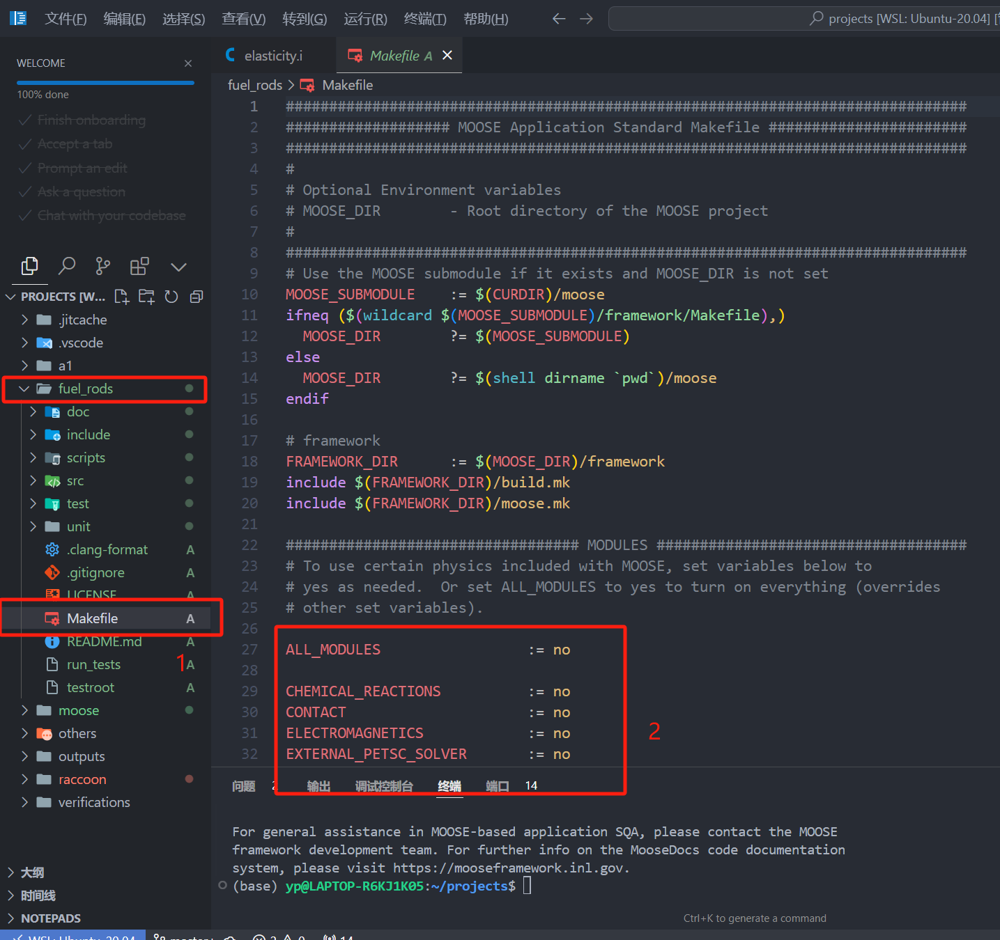 文件(F) 编辑(E) 选择(S) 查看(V) 转到(G) 运行(R) 终端(T) 帮助(H) projects [WSL: Ubuntu-20.04]
WELCOME
100% done
Finish onboarding
Accept a tab
Prompt an edit
Ask a question
Chat with your codebase
PROJECTS [W...
.jitcache
.vscode
a1
fuel_rods
doc
include
scripts
src
test
unit
.clang-format A
.gitignore A
LICENSE A
Makefile A
README.md A
1
run_tests A
testroot A
moose
others
outputs
raccoon
verifications
大纲
时间线
NOTEPADS
elasticity.i
Makefile A
fuel_rods > Makefile
1 ###############################################################################
2 ################### MOOSE Application Standard Makefile #######################
3 ###############################################################################
4 #
5 # Optional Environment variables
6 # MOOSE_DIR        - Root directory of the MOOSE project
7 #
8 ###############################################################################
9 # Use the MOOSE submodule if it exists and MOOSE_DIR is not set
10 MOOSE_SUBMODULE    := $(CURDIR)/moose
11 ifneq ($(wildcard $(MOOSE_SUBMODULE)/framework/Makefile),)
12   MOOSE_DIR        ?= $(MOOSE_SUBMODULE)
13 else
14   MOOSE_DIR        ?= $(shell dirname `pwd`)/moose
15 endif
16
17 # framework
18 FRAMEWORK_DIR      := $(MOOSE_DIR)/framework
19 include $(FRAMEWORK_DIR)/build.mk
20 include $(FRAMEWORK_DIR)/moose.mk
21
22 ################################## MODULES ####################################
23 # To use certain physics included with MOOSE, set variables below to
24 # yes as needed.  Or set ALL_MODULES to yes to turn on everything (overrides
25 # other set variables).
26
27 ALL_MODULES                 := no
28
29 CHEMICAL_REACTIONS          := no
30 CONTACT                     := no
31 ELECTROMAGNETICS            := no
32 EXTERNAL_PETSC_SOLVER       := no
2
问题 2 输出 调试控制台 终端 端口 14
For general assistance in MOOSE-based application SQA, please contact the MOOSE
framework development team. For further info on the MooseDocs code documentation
system, please visit https://mooseframework.inl.gov.
(base) yp@LAPTOP-R6KJ1K05:~/projects$
Ctrl+K to generate a command
WSL: Ubuntu-20.04 master+ 2 0 14